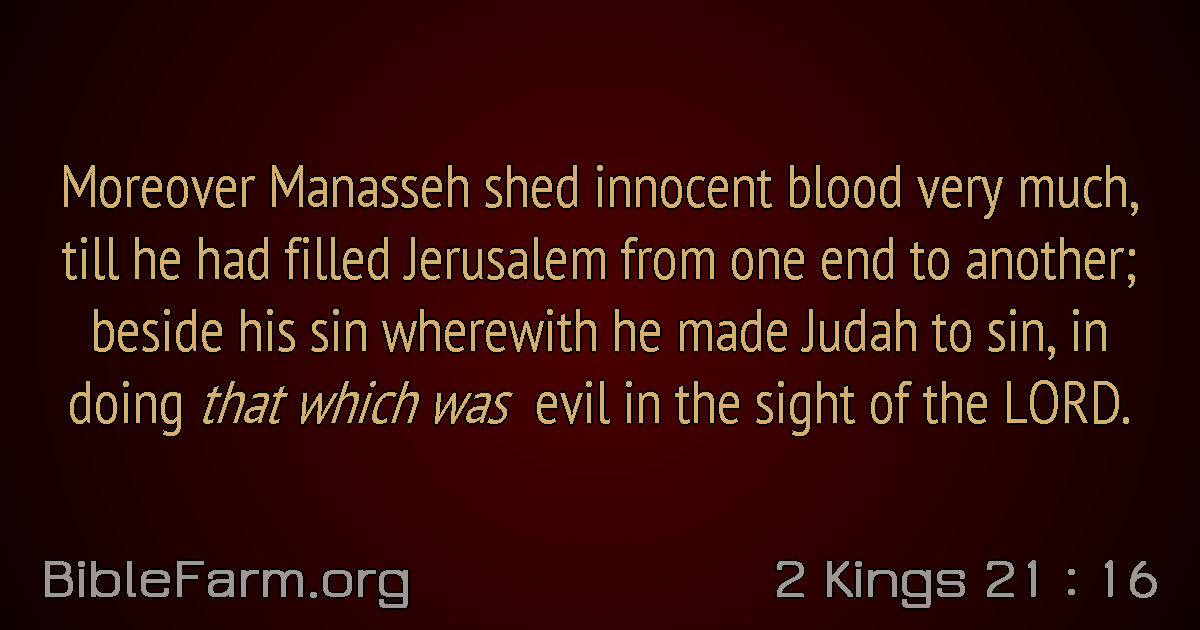 Moreover Manasseh shed innocent blood very much,
till he had filled Jerusalem from one end to another;
beside his sin wherewith he made Judah to sin, in
doing that which was evil in the sight of the LORD.
BibleFarm.org
2 Kings 21 : 16